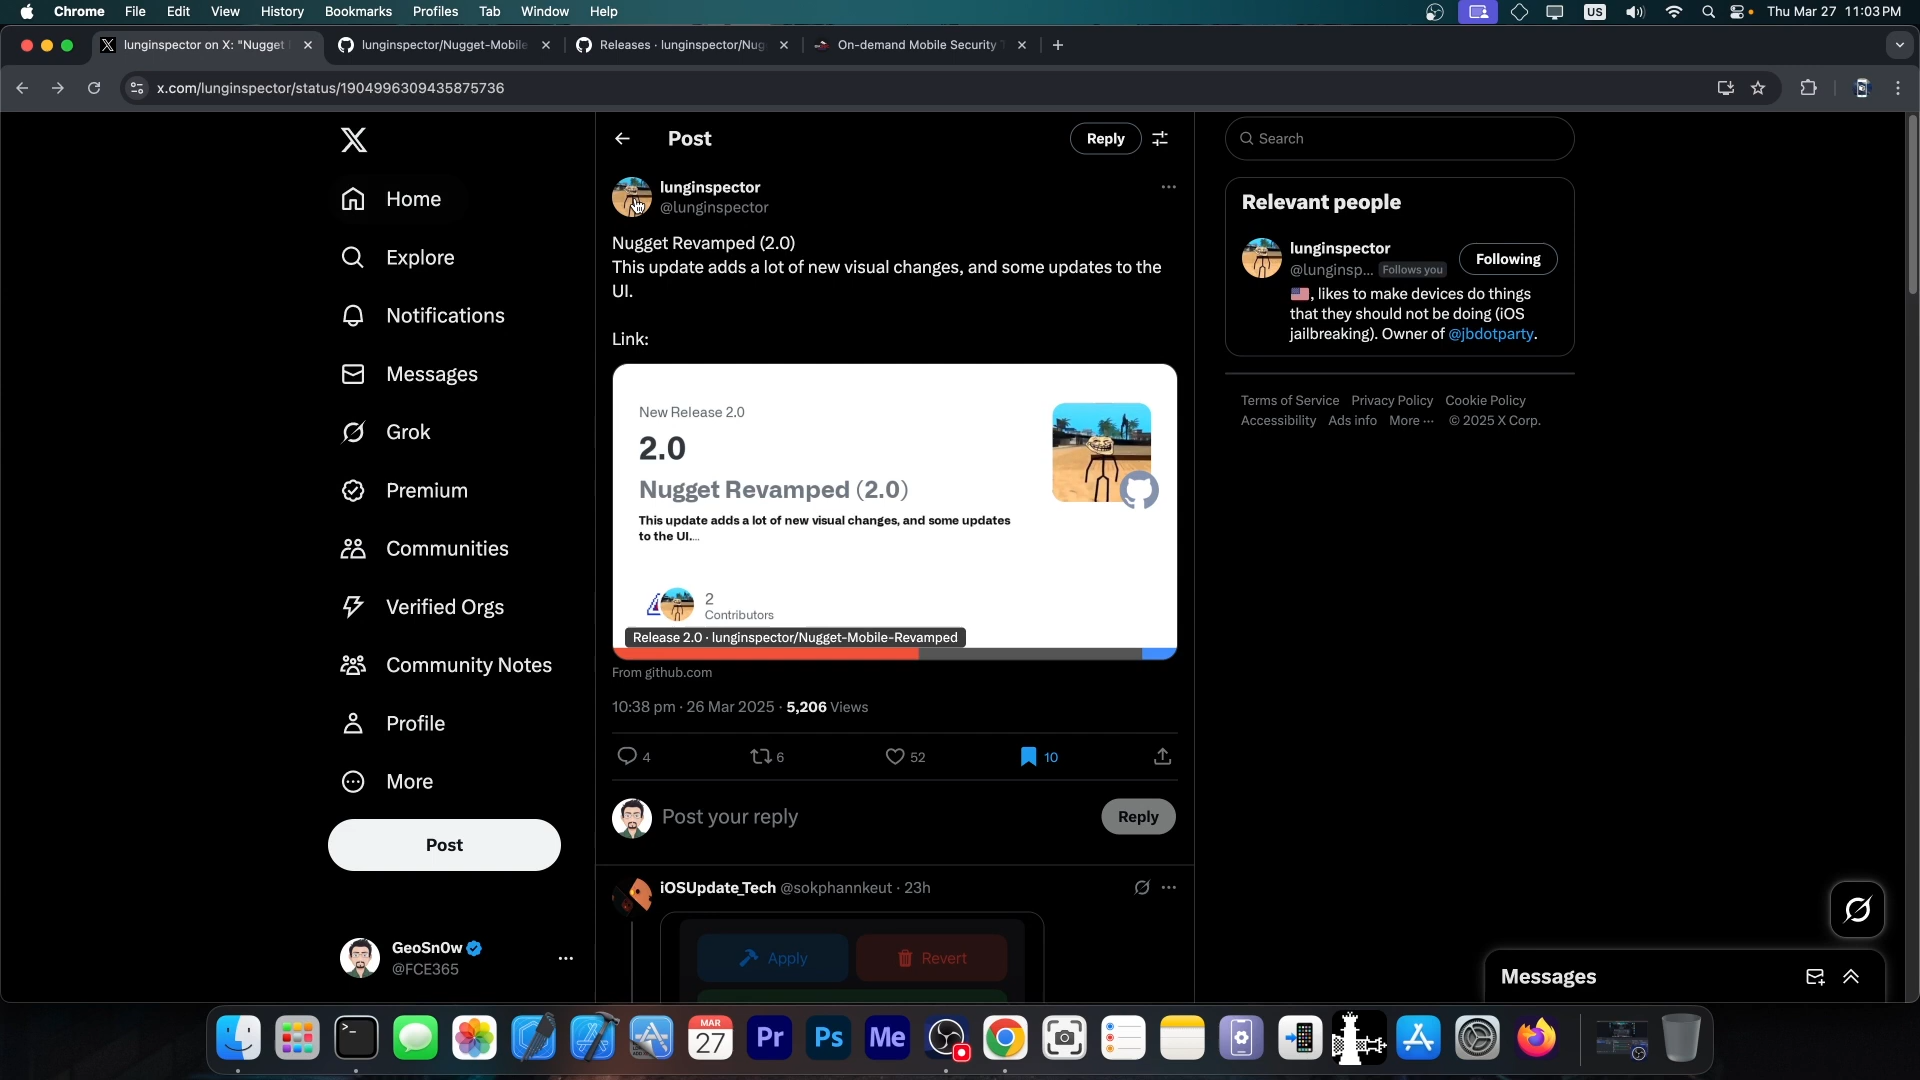 Chrome File Edit View History Bookmarks Profiles Tab Window Help
US
Thu Mar 27 11:03 PM
lunginspector on X: "Nugget
lunginspector/Nugget-Mobile
Releases · lunginspector/Nug
On-demand Mobile Security
x.com/lunginspector/status/1904996309435875736
Home
Explore
Notifications
Messages
Grok
Premium
Communities
Verified Orgs
Community Notes
Profile
More
Post
GeoSn0w
@FCE365
Post
Reply
lunginspector
@lunginspector
Nugget Revamped (2.0)
This update adds a lot of new visual changes, and some updates to the
UI.
Link:
New Release 2.0
2.0
Nugget Revamped (2.0)
This update adds a lot of new visual changes, and some updates
to the UI...
2
Contributors
Release 2.0 · lunginspector/Nugget-Mobile-Revamped
From github.com
10:38 pm · 26 Mar 2025 · 5,206 Views
4
6
52
10
Post your reply
Reply
iOSUpdate_Tech @sokphannkeut · 23h
Apply
Revert
Search
Relevant people
lunginspector
@lunginsp... Follows you
Following
🇺🇸, likes to make devices do things
that they should not be doing (iOS
jailbreaking). Owner of @jbdotparty.
Terms of Service Privacy Policy Cookie Policy
Accessibility Ads info More ··· © 2025 X Corp.
Messages
MAR
27
Pr
Ps
Me